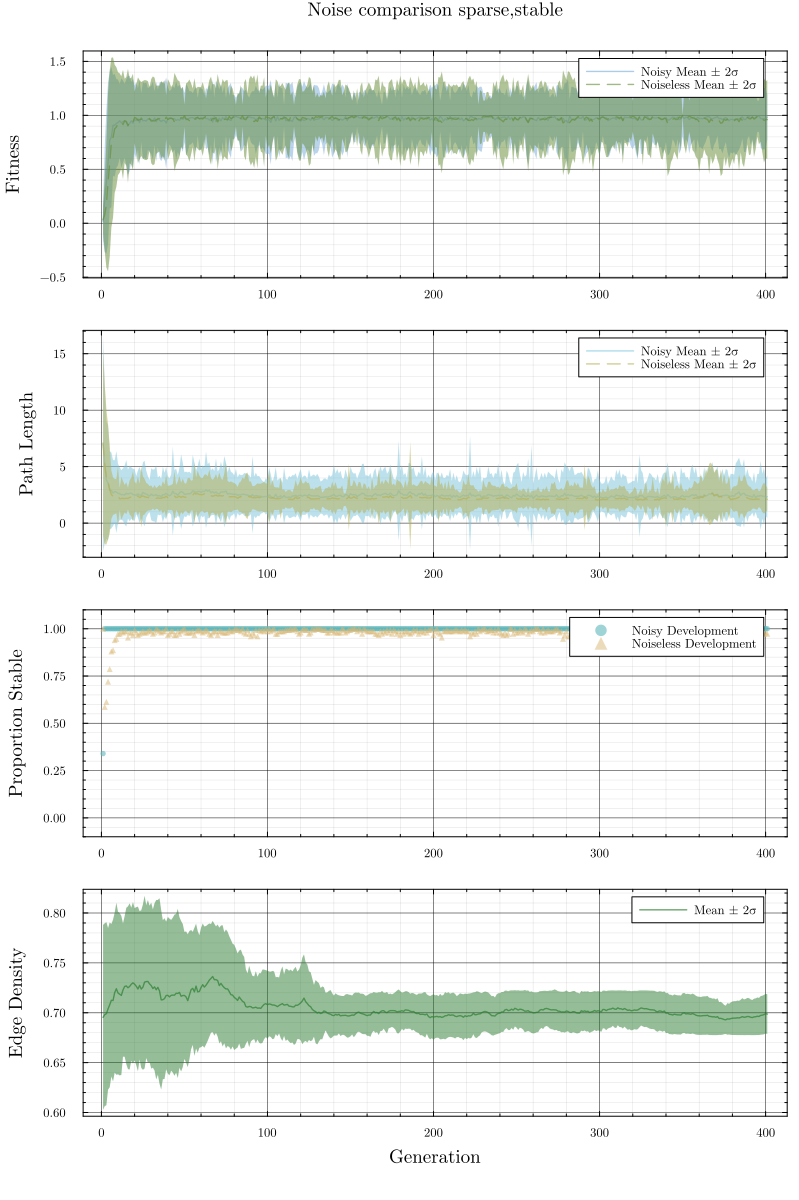 Noise comparison sparse,stable
Fitness
1.5
1.0
0.5
0.0
−0.5
Noisy Mean ± 2σ
Noiseless Mean ± 2σ
0 100 200 300 400
Path Length
15
10
5
0
Noisy Mean ± 2σ
Noiseless Mean ± 2σ
0 100 200 300 400
Proportion Stable
1.00
0.75
0.50
0.25
0.00
Noisy Development
Noiseless Development
0 100 200 300 400
Edge Density
0.80
0.75
0.70
0.65
0.60
Mean ± 2σ
0 100 200 300 400
Generation